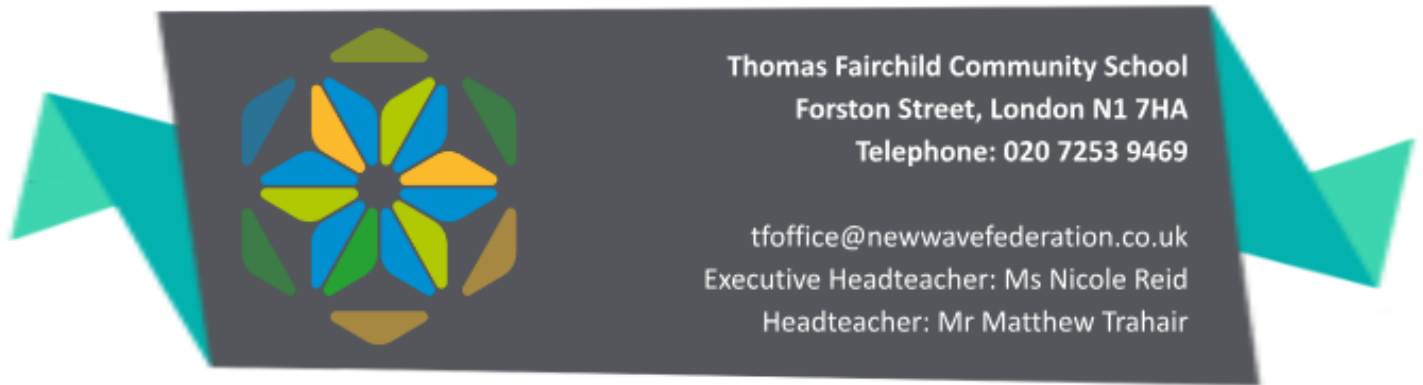 Thomas Fairchild Community School
Forston Street, London N1 7HA
Telephone: 020 7253 9469
tfoffice@newwavefederation.co.uk
Executive Headteacher: Ms Nicole Reid
Headteacher: Mr Matthew Trahair